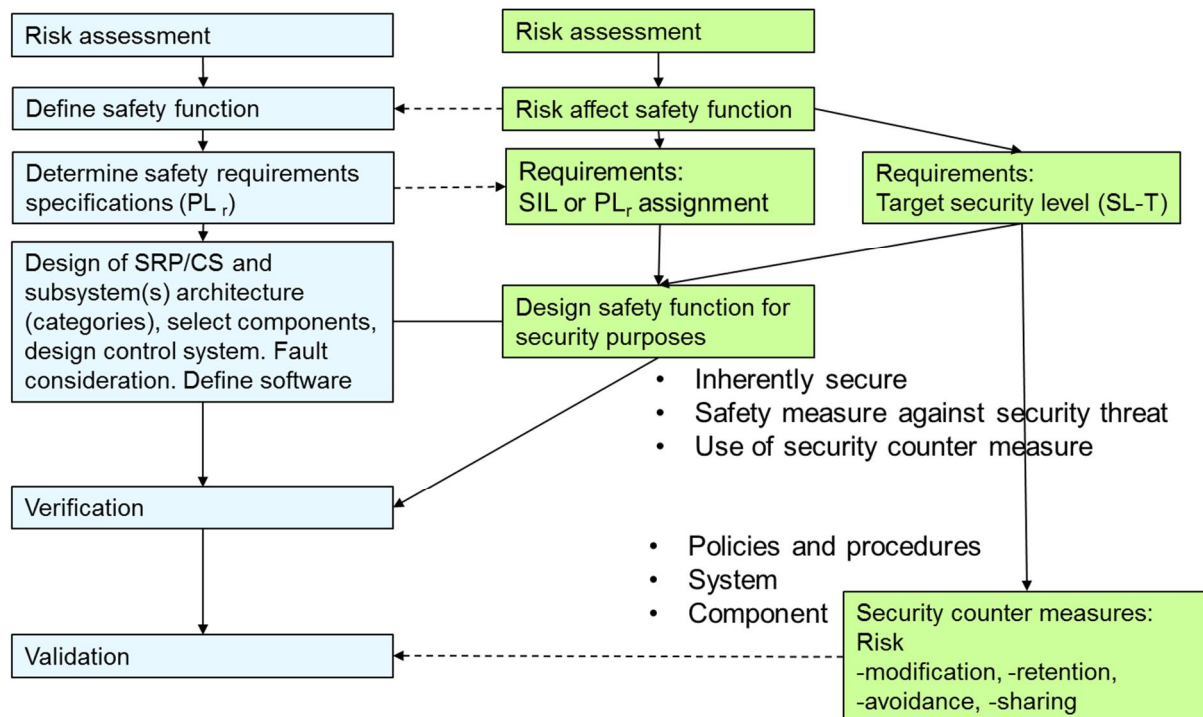 Risk assessment
Define safety function
Determine safety requirements
specifications (PL r)
Design of SRP/CS and
subsystem(s) architecture
(categories), select components,
design control system. Fault
consideration. Define software
Verification
Validation
Risk assessment
Risk affect safety function
Requirements:
SIL or PLr assignment
Requirements:
Target security level (SL-T)
Design safety function for
security purposes
• Inherently secure
• Safety measure against security threat
• Use of security counter measure
• Policies and procedures
• System
• Component
Security counter measures:
Risk
-modification, -retention,
-avoidance, -sharing